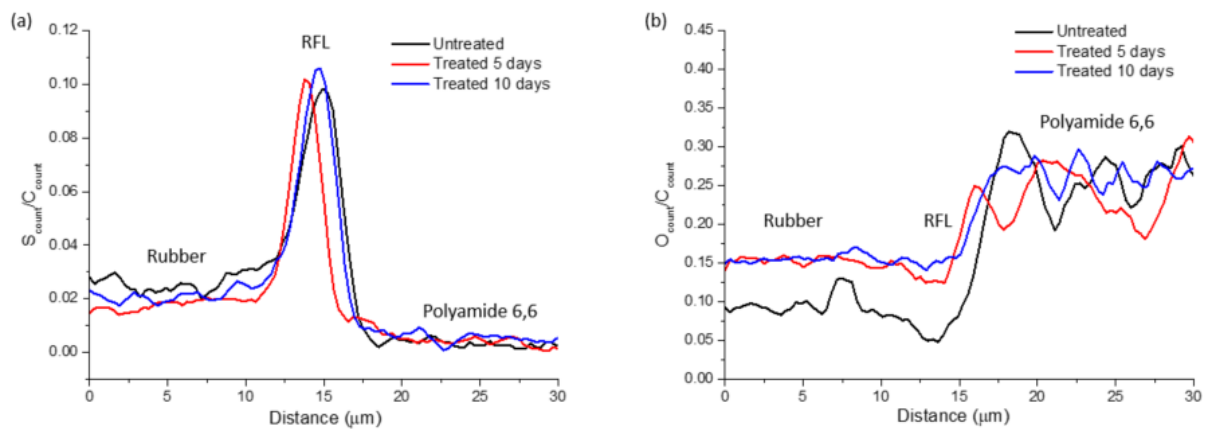 (a)
0.12
0.10
0.08
0.06
0.04
0.02
0.00
S count/C count
0 5 10 15 20 25 30
Distance (μm)
RFL
Rubber
Polyamide 6,6
Untreated
Treated 5 days
Treated 10 days
(b)
0.45
0.40
0.35
0.30
0.25
0.20
0.15
0.10
0.05
0.00
O count/C count
0 5 10 15 20 25 30
Distance (μm)
Untreated
Treated 5 days
Treated 10 days
Polyamide 6,6
Rubber
RFL